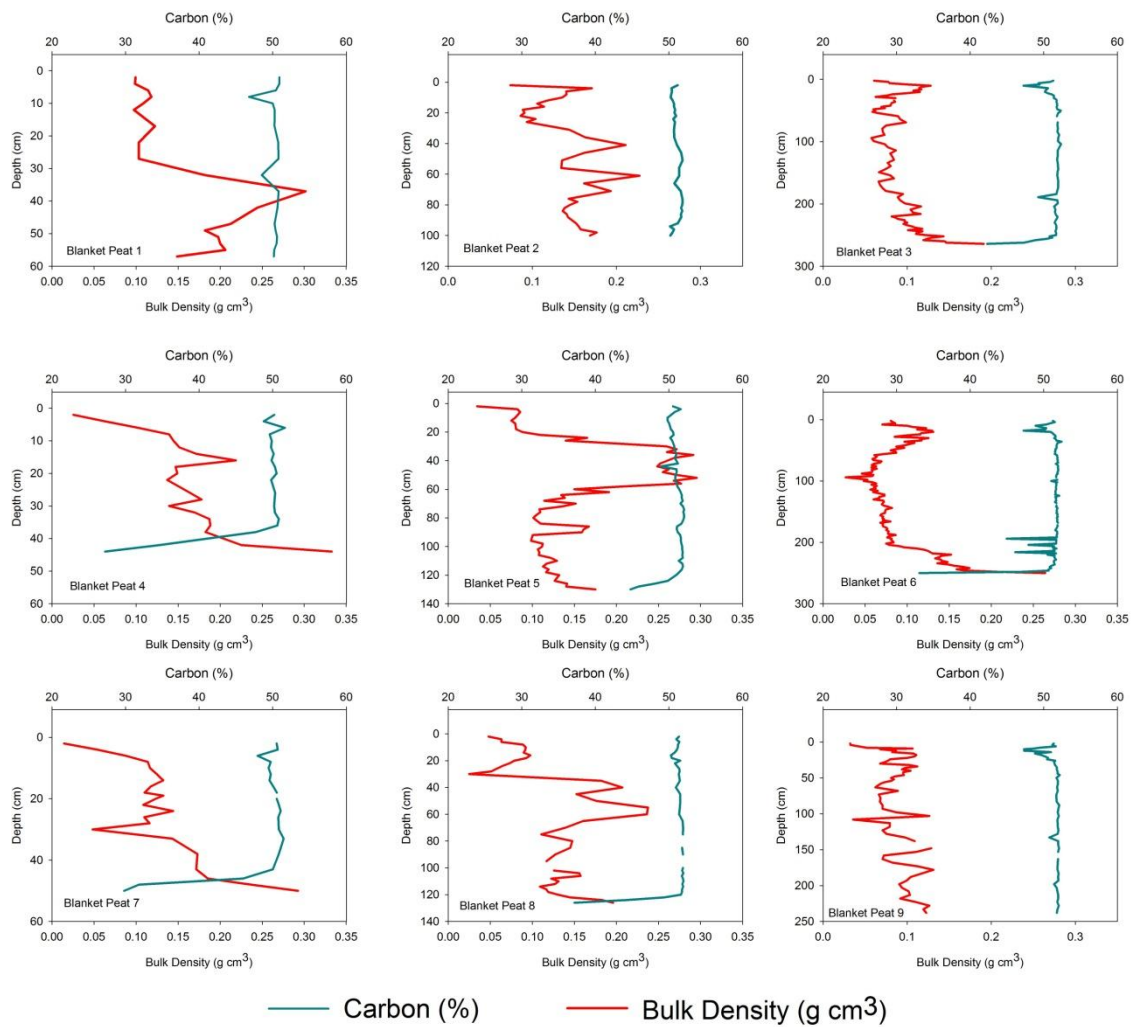 Carbon (%) Carbon (%) Carbon (%)
20 30 40 50 60 20 30 40 50 60 20 30 40 50 60
Depth (cm) Depth (cm) Depth (cm)
0 10 20 30 40 50 60
0 20 40 60 80 100 120
0 100 200 300
Blanket Peat 1 Blanket Peat 2 Blanket Peat 3
0.00 0.05 0.10 0.15 0.20 0.25 0.30 0.35 0.0 0.1 0.2 0.3 0.0 0.1 0.2 0.3
Bulk Density (g cm³) Bulk Density (g cm³) Bulk Density (g cm³)
Carbon (%) Carbon (%) Carbon (%)
20 30 40 50 60 20 30 40 50 60 20 30 40 50 60
Depth (cm) Depth (cm) Depth (cm)
0 10 20 30 40 50 60
0 20 40 60 80 100 120 140
0 100 200 300
Blanket Peat 4 Blanket Peat 5 Blanket Peat 6
0.00 0.05 0.10 0.15 0.20 0.25 0.30 0.35 0.00 0.05 0.10 0.15 0.20 0.25 0.30 0.35 0.00 0.05 0.10 0.15 0.20 0.25 0.30 0.35
Bulk Density (g cm³) Bulk Density (g cm³) Bulk Density (g cm³)
Carbon (%) Carbon (%) Carbon (%)
20 30 40 50 60 20 30 40 50 60 20 30 40 50 60
Depth (cm) Depth (cm) Depth (cm)
0 20 40 60
0 20 40 60 80 100 120 140
0 50 100 150 200 250
Blanket Peat 7 Blanket Peat 8 Blanket Peat 9
0.00 0.05 0.10 0.15 0.20 0.25 0.30 0.35 0.00 0.05 0.10 0.15 0.20 0.25 0.30 0.35 0.0 0.1 0.2 0.3
Bulk Density (g cm³) Bulk Density (g cm³) Bulk Density (g cm³)
Carbon (%) Bulk Density (g cm³)